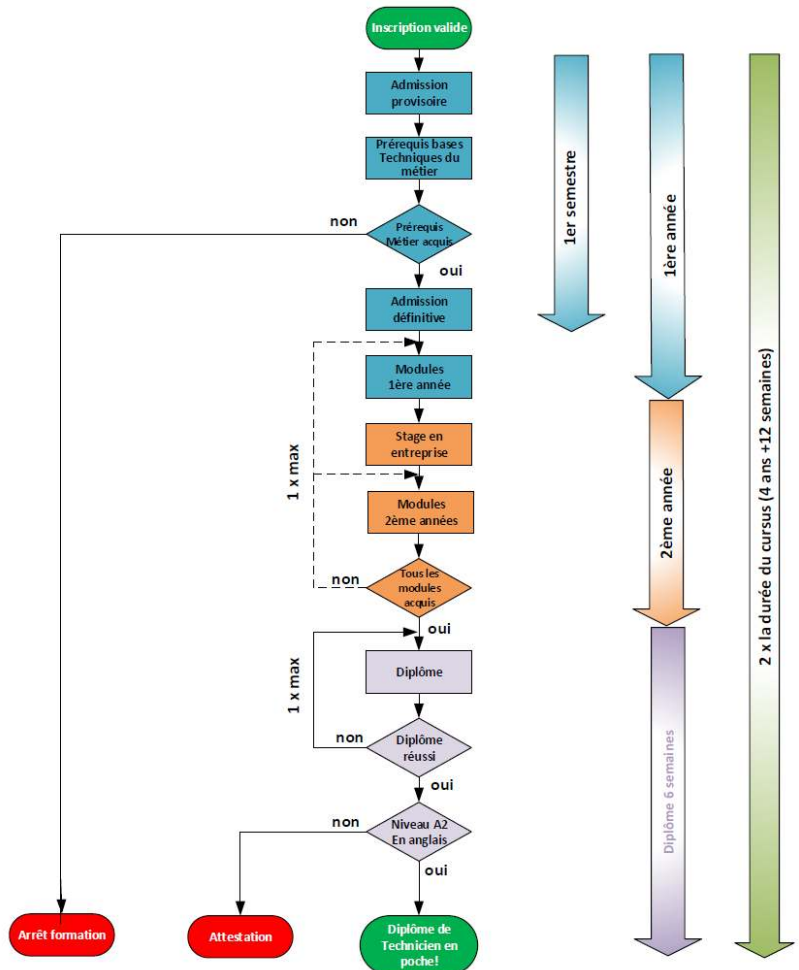 Inscription valide
Admission
provisoire
Prérequis bases
Techniques du
métier
non
Prérequis
Métier acquis
oui
Admission
définitive
Modules
1ère année
Stage en
entreprise
1 x max
Modules
2ème années
non
Tous les
modules
acquis
oui
Diplôme
1 x max
non
Diplôme
réussi
oui
non
Niveau A2
En anglais
oui
Arrêt formation
Attestation
Diplôme de
Technicien en
poche!
1er semestre
1ère année
2ème année
Diplôme 6 semaines
2 x la durée du cursus (4 ans +12 semaines)